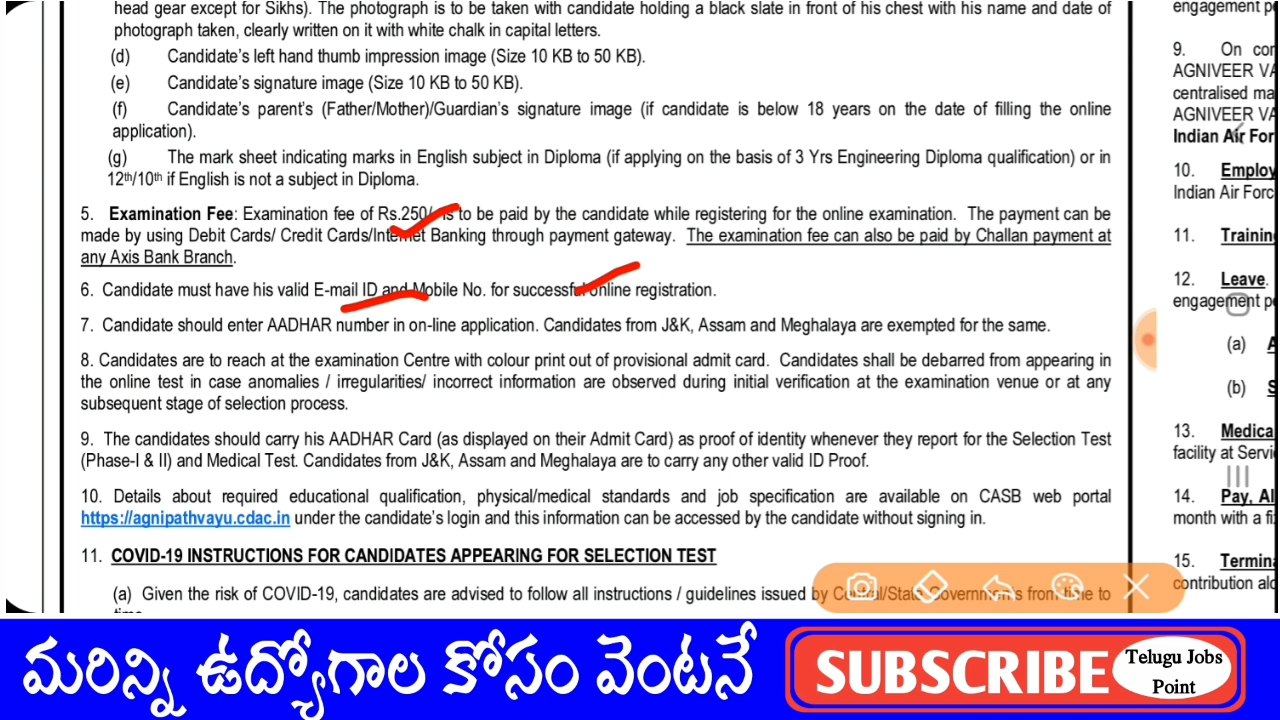 head gear except for Sikhs). The photograph is to be taken with candidate holding a black slate in front of his chest with his name and date of
photograph taken, clearly written on it with white chalk in capital letters.
(d) Candidate's left hand thumb impression image (Size 10 KB to 50 KB).
(e) Candidate's signature image (Size 10 KB to 50 KB).
(f) Candidate's parent's (Father/Mother)/Guardian's signature image (if candidate is below 18 years on the date of filling the online
application).
(g) The mark sheet indicating marks in English subject in Diploma (if applying on the basis of 3 Yrs Engineering Diploma qualification) or in
12th/10th if English is not a subject in Diploma.
5. Examination Fee: Examination fee of Rs.250/- is to be paid by the candidate while registering for the online examination. The payment can be
made by using Debit Cards/ Credit Cards/Internet Banking through payment gateway. The examination fee can also be paid by Challan payment at
any Axis Bank Branch.
6. Candidate must have his valid E-mail ID and Mobile No. for successful online registration.
7. Candidate should enter AADHAR number in on-line application. Candidates from J&K, Assam and Meghalaya are exempted for the same.
8. Candidates are to reach at the examination Centre with colour print out of provisional admit card. Candidates shall be debarred from appearing in
the online test in case anomalies / irregularities/ incorrect information are observed during initial verification at the examination venue or at any
subsequent stage of selection process.
9. The candidates should carry his AADHAR Card (as displayed on their Admit Card) as proof of identity whenever they report for the Selection Test
(Phase-I & II) and Medical Test. Candidates from J&K, Assam and Meghalaya are to carry any other valid ID Proof.
10. Details about required educational qualification, physical/medical standards and job specification are available on CASB web portal
https://agnipathvayu.cdac.in under the candidate's login and this information can be accessed by the candidate without signing in.
11. COVID-19 INSTRUCTIONS FOR CANDIDATES APPEARING FOR SELECTION TEST
(a) Given the risk of COVID-19, candidates are advised to follow all instructions / guidelines issued by Central/State Governments from time to
engagement
9. On
AGNIVEER
centralised
AGNIVEER
Indian Air
10.
Indian Air
11.
12. Leave.
engagement
(a)
(b)
13.
facility at
14. Pay,
month with a
15.
contribution
మరిన్ని ఉద్యోగాల కోసం వెంటనే
SUBSCRIBE
Telugu Jobs
Point